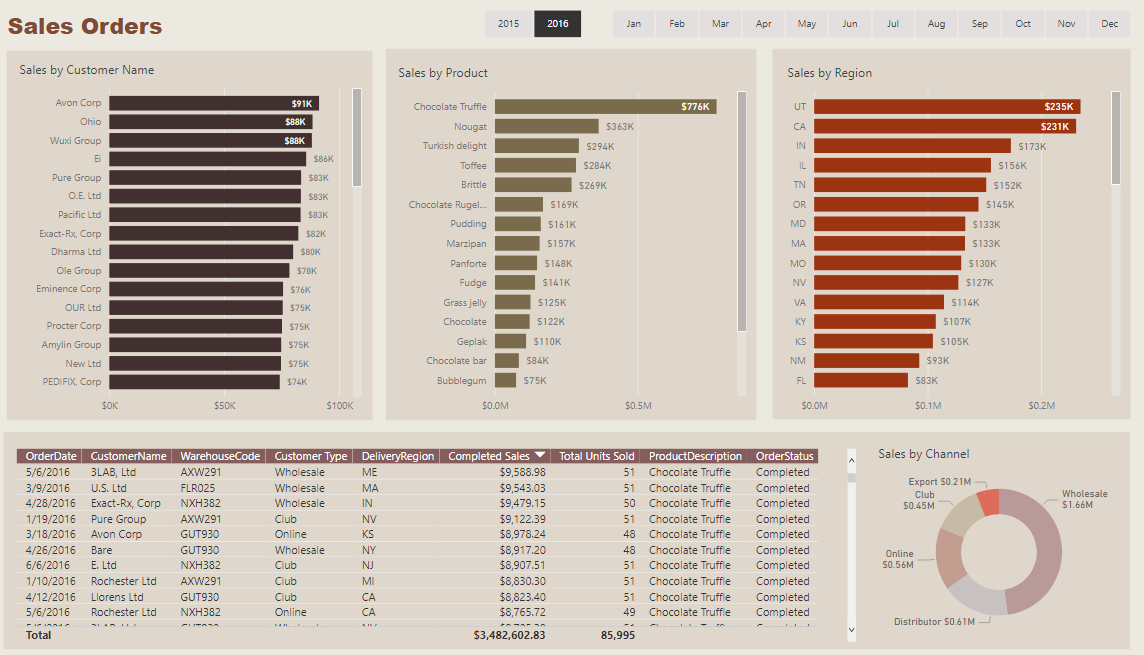 Sales Orders
2015 2016 Jan Feb Mar Apr May Jun Jul Aug Sep Oct Nov Dec
Sales by Customer Name
Avon Corp $91K
Ohio $88K
Wuxi Group $88K
Ei $86K
Pure Group $83K
O.E. Ltd $83K
Pacific Ltd $83K
Exact-Rx, Corp $82K
Dharma Ltd $80K
Ole Group $78K
Eminence Corp $76K
OUR Ltd $75K
Procter Corp $75K
Amylin Group $75K
New Ltd $75K
PEDIFIX, Corp $74K
$0K $50K $100K
Sales by Product
Chocolate Truffle $776K
Nougat $363K
Turkish delight $294K
Toffee $284K
Brittle $269K
Chocolate Rugel... $169K
Pudding $161K
Marzipan $157K
Panforte $148K
Fudge $141K
Grass jelly $125K
Chocolate $122K
Geplak $110K
Chocolate bar $84K
Bubblegum $75K
$0.0M $0.5M
Sales by Region
UT $235K
CA $231K
IN $173K
IL $156K
TN $152K
OR $145K
MD $133K
MA $133K
MO $130K
NV $127K
VA $114K
KY $107K
KS $105K
NM $93K
FL $83K
$0.0M $0.1M $0.2M
OrderDate CustomerName WarehouseCode Customer Type DeliveryRegion Completed Sales Total Units Sold ProductDescription OrderStatus
5/6/2016 3LAB, Ltd AXW291 Wholesale ME $9,588.98 51 Chocolate Truffle Completed
3/9/2016 U.S. Ltd FLR025 Wholesale MA $9,543.03 51 Chocolate Truffle Completed
4/28/2016 Exact-Rx, Corp NXH382 Wholesale IN $9,479.15 50 Chocolate Truffle Completed
1/19/2016 Pure Group AXW291 Club NV $9,122.39 51 Chocolate Truffle Completed
3/18/2016 Avon Corp GUT930 Online KS $8,978.24 48 Chocolate Truffle Completed
4/26/2016 Bare GUT930 Wholesale NY $8,917.20 48 Chocolate Truffle Completed
6/6/2016 E. Ltd NXH382 Club NJ $8,907.51 51 Chocolate Truffle Completed
1/10/2016 Rochester Ltd AXW291 Club MI $8,830.30 51 Chocolate Truffle Completed
4/12/2016 Llorens Ltd GUT930 Club CA $8,823.40 51 Chocolate Truffle Completed
5/6/2016 Rochester Ltd NXH382 Online CA $8,765.72 49 Chocolate Truffle Completed
Total $3,482,602.83 85,995
Sales by Channel
Export $0.21M
Club
$0.45M
Wholesale
$1.66M
Online
$0.56M
Distributor $0.61M